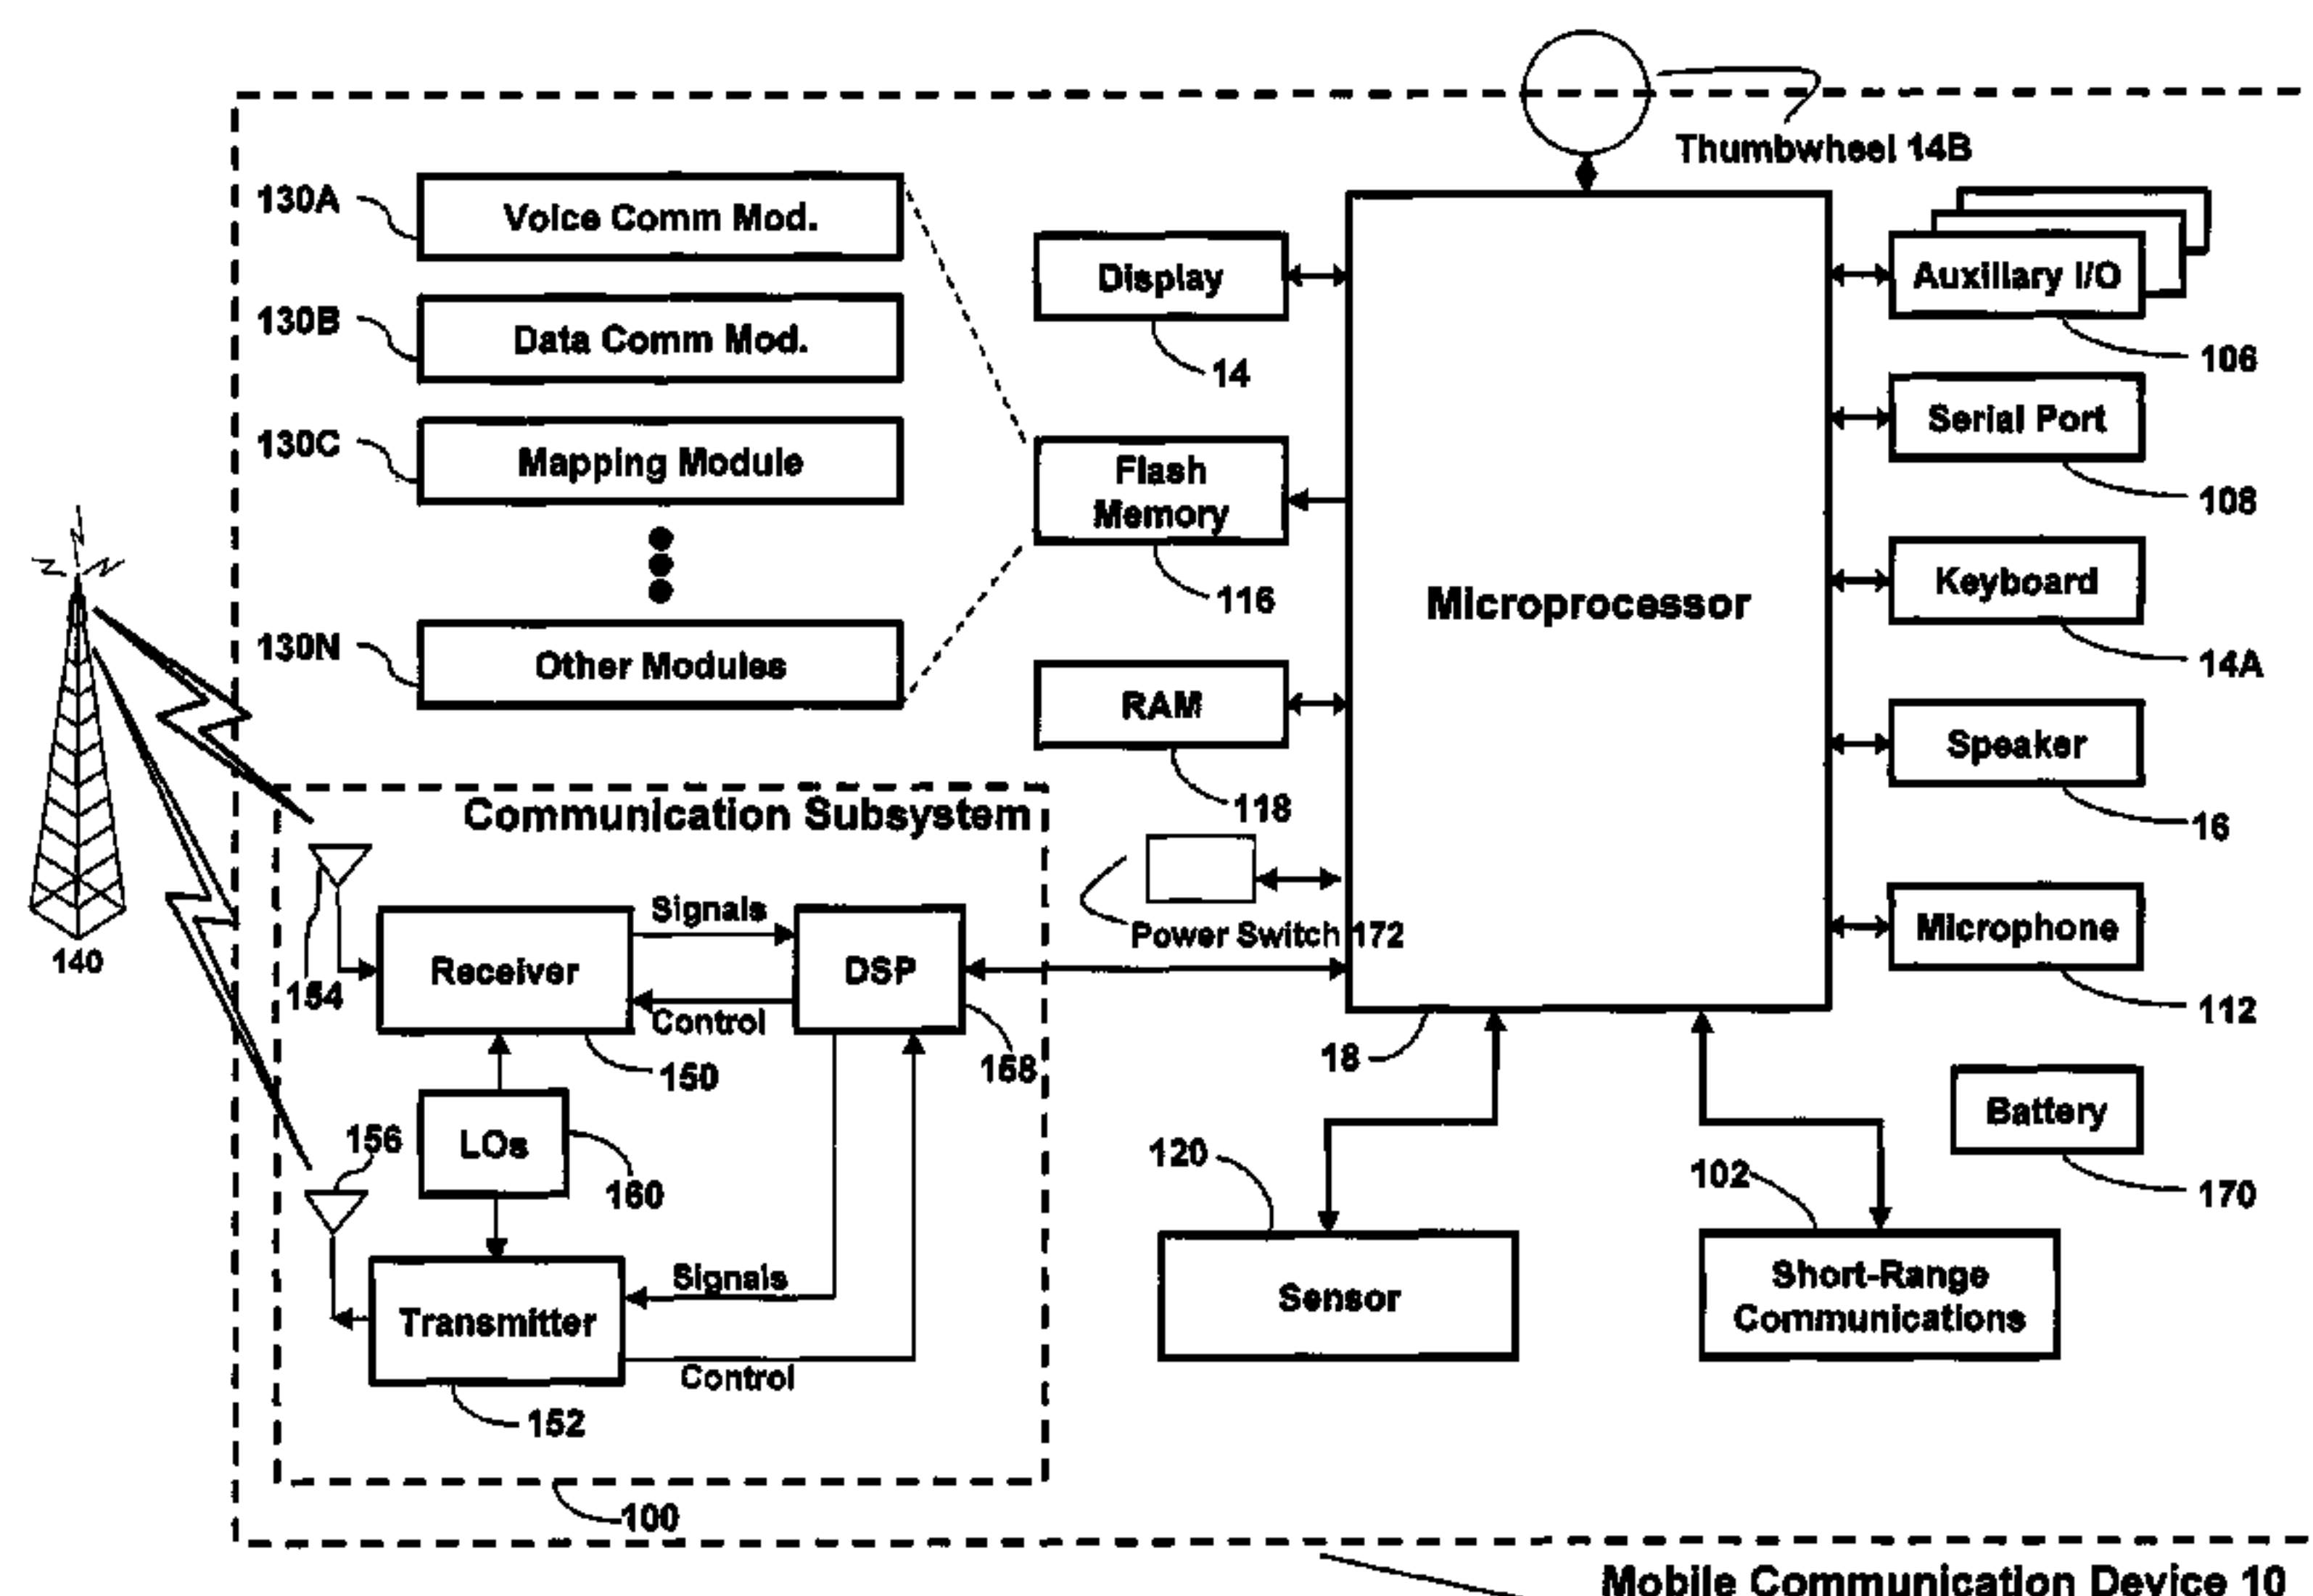 Thumbwheel 14B
130A
Voice Comm Mod.
130B
Data Comm Mod.
130C
Mapping Module
130N
Other Modules
Display
14
Flash
Memory
116
RAM
118
Power Switch 172
Microprocessor
18
Auxillary I/O
106
Serial Port
108
Keyboard
14A
Speaker
16
Microphone
112
Battery
170
140
Communication Subsystem
154
Receiver
150
Signals
Control
DSP
158
LOs
160
156
Transmitter
152
Signals
Control
100
120
Sensor
102
Short-Range
Communications
Mobile Communication Device 10